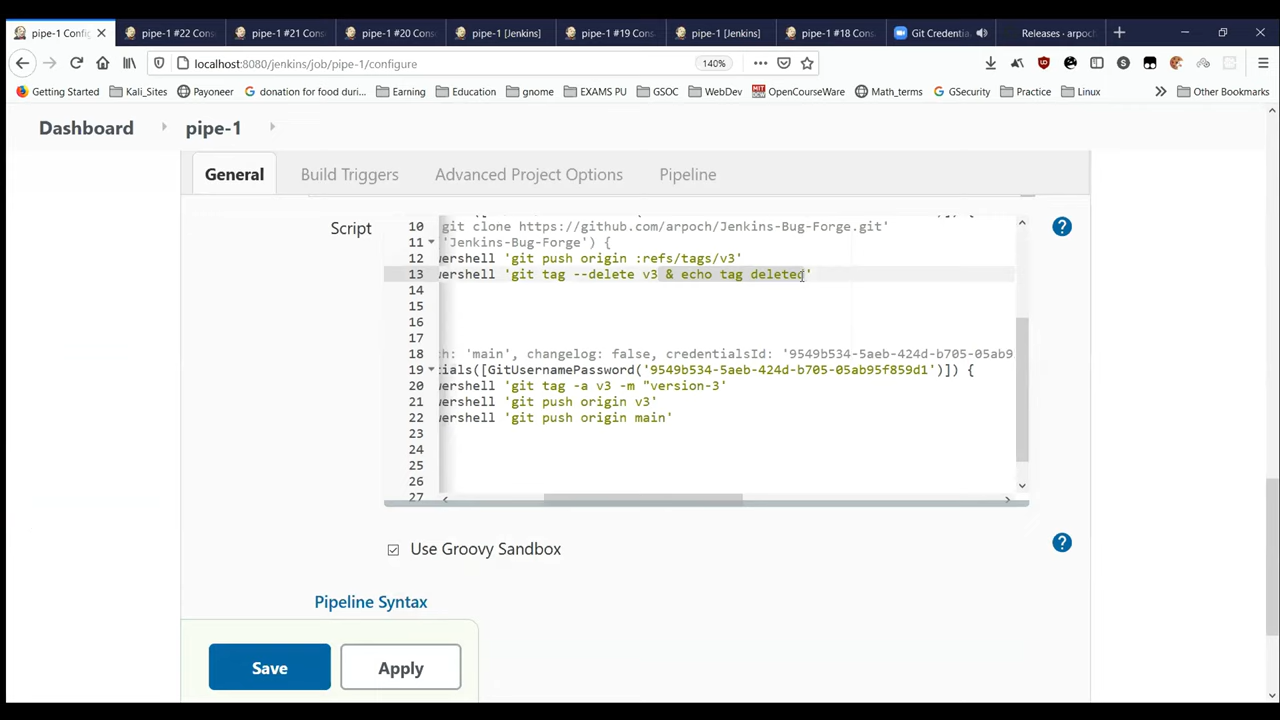 pipe-1 Config
pipe-1 #22 Cons
pipe-1 #21 Cons
pipe-1 #20 Cons
pipe-1 [Jenkins]
pipe-1 #19 Cons
pipe-1 [Jenkins]
pipe-1 #18 Cons
Git Credentia
Releases · arpoch
localhost:8080/jenkins/job/pipe-1/configure
140%
Getting Started
Kali_Sites
Payoneer
donation for food durin...
Earning
Education
gnome
EXAMS PU
GSOC
WebDev
OpenCourseWare
Math_terms
GSecurity
Practice
Linux
Other Bookmarks
Dashboard
pipe-1
General
Build Triggers
Advanced Project Options
Pipeline
Script
10 git clone https://github.com/arpoch/Jenkins-Bug-Forge.git'
11 'Jenkins-Bug-Forge') {
12 wershell 'git push origin :refs/tags/v3'
13 wershell 'git tag --delete v3 & echo tag deleted'
14
15
16
17
18 ch: 'main', changelog: false, credentialsId: '9549b534-5aeb-424d-b705-05ab9
19 tials([GitUsernamePassword('9549b534-5aeb-424d-b705-05ab95f859d1')]) {
20 wershell 'git tag -a v3 -m "version-3'
21 wershell 'git push origin v3'
22 wershell 'git push origin main'
23
24
25
26
27
Use Groovy Sandbox
Pipeline Syntax
Save
Apply